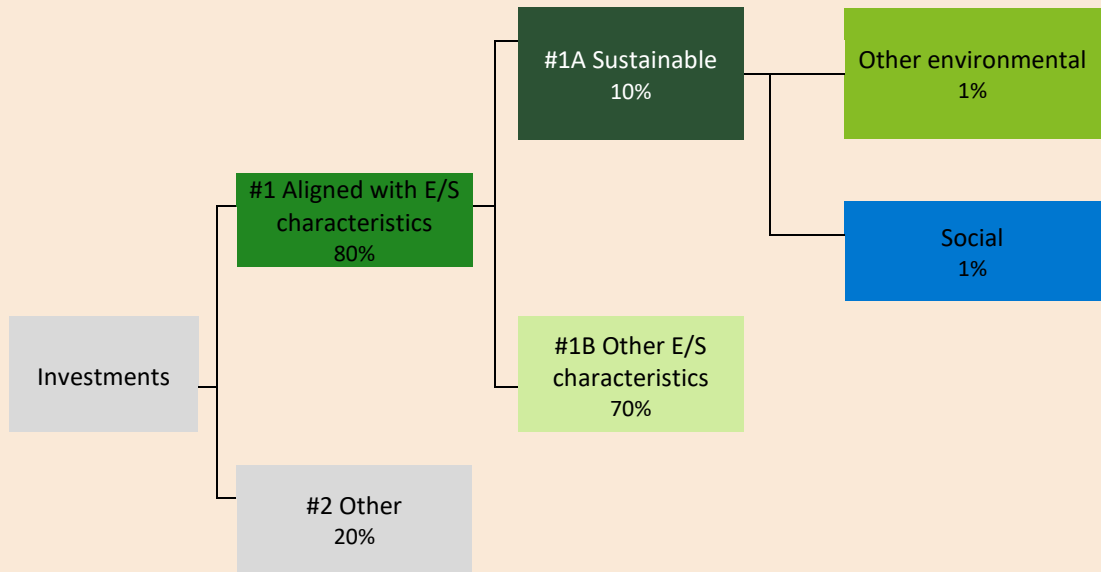 Investments
#1 Aligned with E/S
characteristics
80%
#2 Other
20%
#1A Sustainable
10%
#1B Other E/S
characteristics
70%
Other environmental
1%
Social
1%